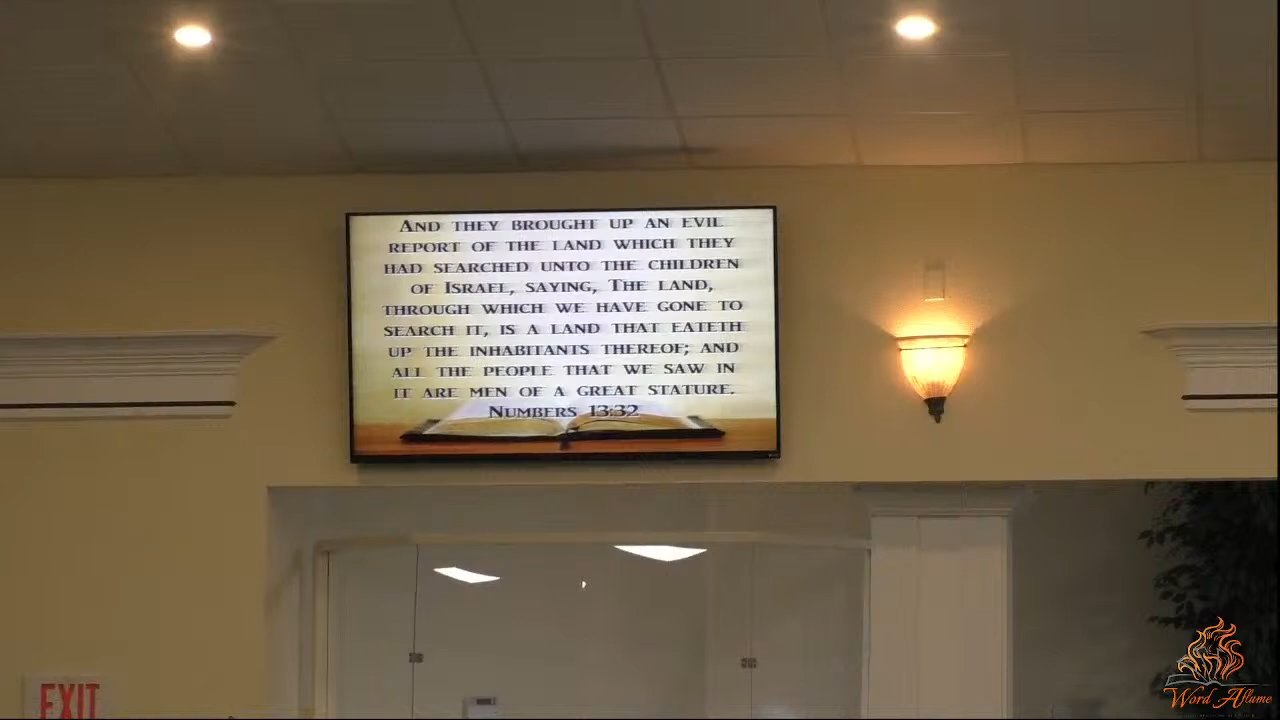 And they brought up an evil
report of the land which they
had searched unto the children
of Israel, saying, The land,
through which we have gone to
search it, is a land that eateth
up the inhabitants thereof; and
all the people that we saw in
it are men of a great stature.
Numbers 13:32
EXIT
Word Aflame